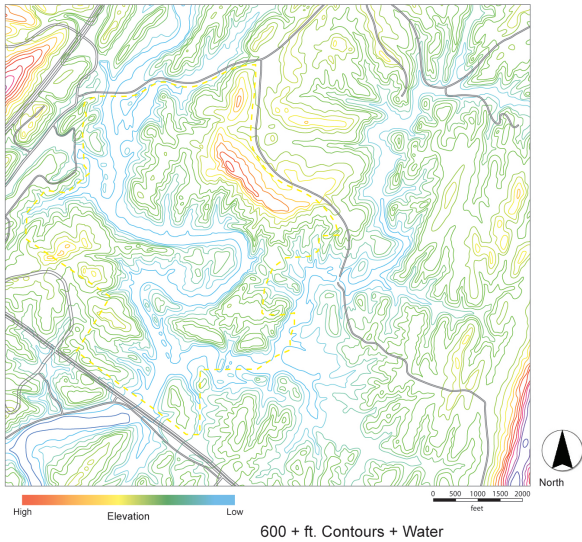 High
Elevation
Low
0 500 1000 1500 2000
feet
North
600 + ft. Contours + Water